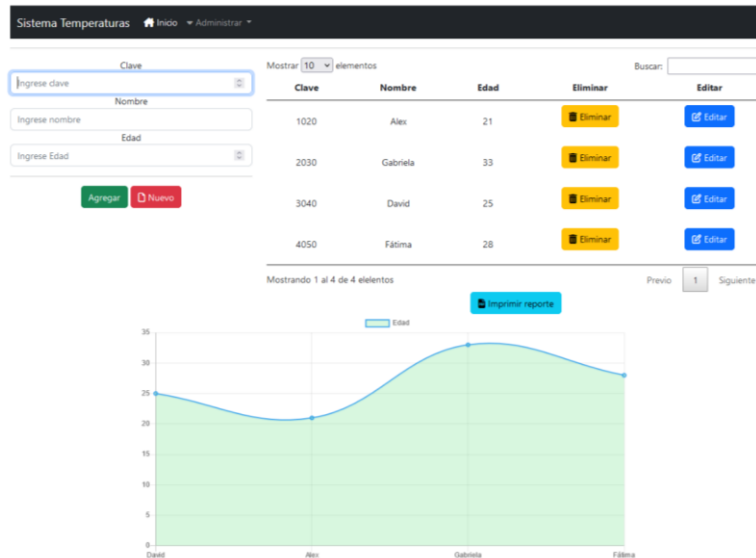 Sistema Temperaturas Inicio Administrar
Clave
Ingrese clave
Nombre
Ingrese nombre
Edad
Ingrese Edad
Agregar Nuevo
Mostrar 10 elementos Buscar:
Clave Nombre Edad Eliminar Editar
1020 Alex 21 Eliminar Editar
2030 Gabriela 33 Eliminar Editar
3040 David 25 Eliminar Editar
4050 Fátima 28 Eliminar Editar
Mostrando 1 al 4 de 4 elelentos Previo 1 Siguiente
Imprimir reporte
Edad
35
30
25
20
15
10
5
0
David Alex Gabriela Fátima